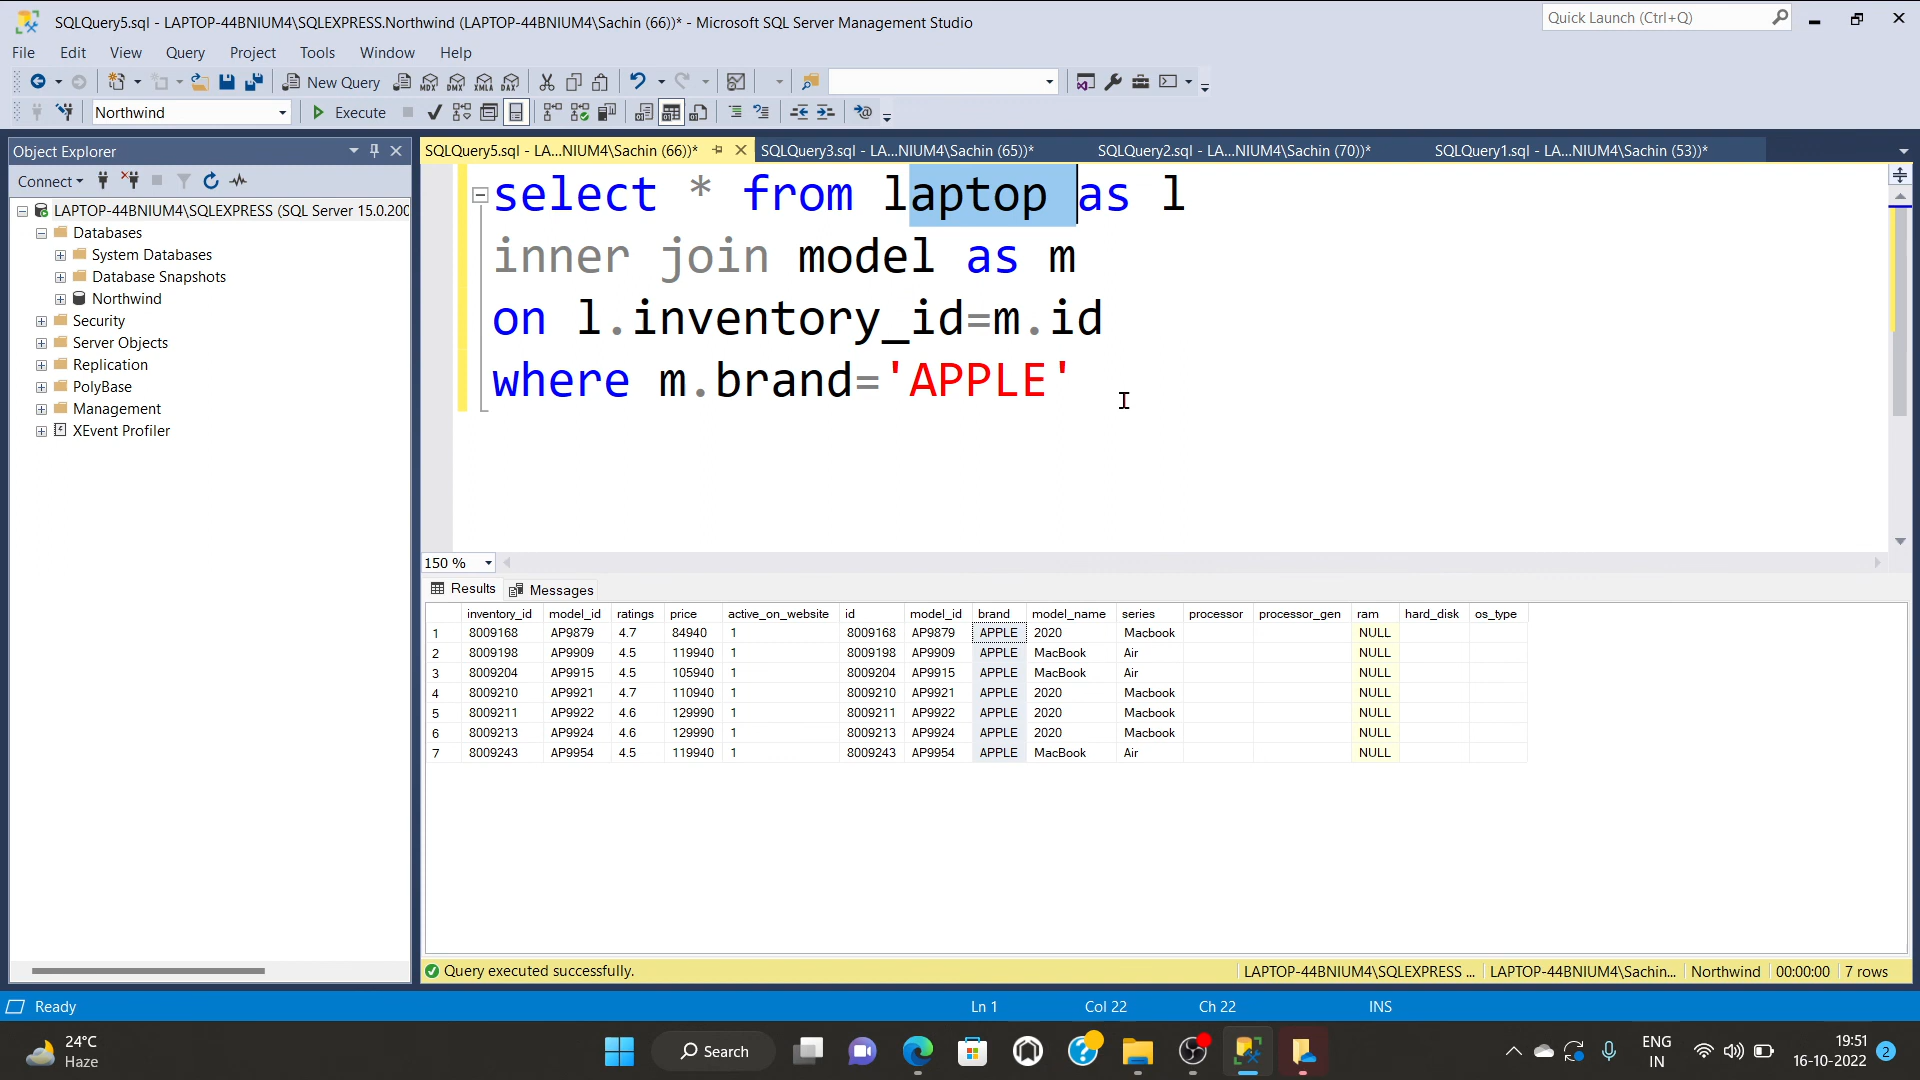 SQLQuery5.sql - LAPTOP-44BNIUM4\SQLEXPRESS.Northwind (LAPTOP-44BNIUM4\Sachin (66))* - Microsoft SQL Server Management Studio
Quick Launch (Ctrl+Q)
File Edit View Query Project Tools Window Help
New Query MDX DMX XMLA DAX
Northwind Execute
Object Explorer
SQLQuery5.sql - LA...NIUM4\Sachin (66))* SQLQuery3.sql - LA...NIUM4\Sachin (65))* SQLQuery2.sql - LA...NIUM4\Sachin (70))* SQLQuery1.sql - LA...NIUM4\Sachin (53))*
Connect
LAPTOP-44BNIUM4\SQLEXPRESS (SQL Server 15.0.200
Databases
System Databases
Database Snapshots
Northwind
Security
Server Objects
Replication
PolyBase
Management
XEvent Profiler
select * from laptop as l
inner join model as m
on l.inventory_id=m.id
where m.brand='APPLE'
150 %
Results Messages
inventory_id model_id ratings price active_on_website id model_id brand model_name series processor processor_gen ram hard_disk os_type
1 8009168 AP9879 4.7 84940 1 8009168 AP9879 APPLE 2020 Macbook NULL
2 8009198 AP9909 4.5 119940 1 8009198 AP9909 APPLE MacBook Air NULL
3 8009204 AP9915 4.5 105940 1 8009204 AP9915 APPLE MacBook Air NULL
4 8009210 AP9921 4.7 110940 1 8009210 AP9921 APPLE 2020 Macbook NULL
5 8009211 AP9922 4.6 129990 1 8009211 AP9922 APPLE 2020 Macbook NULL
6 8009213 AP9924 4.6 129990 1 8009213 AP9924 APPLE 2020 Macbook NULL
7 8009243 AP9954 4.5 119940 1 8009243 AP9954 APPLE MacBook Air NULL
Query executed successfully. LAPTOP-44BNIUM4\SQLEXPRESS ... LAPTOP-44BNIUM4\Sachin... Northwind 00:00:00 7 rows
Ready Ln 1 Col 22 Ch 22 INS
24°C
Haze
Search
ENG
IN
19:51
16-10-2022
2